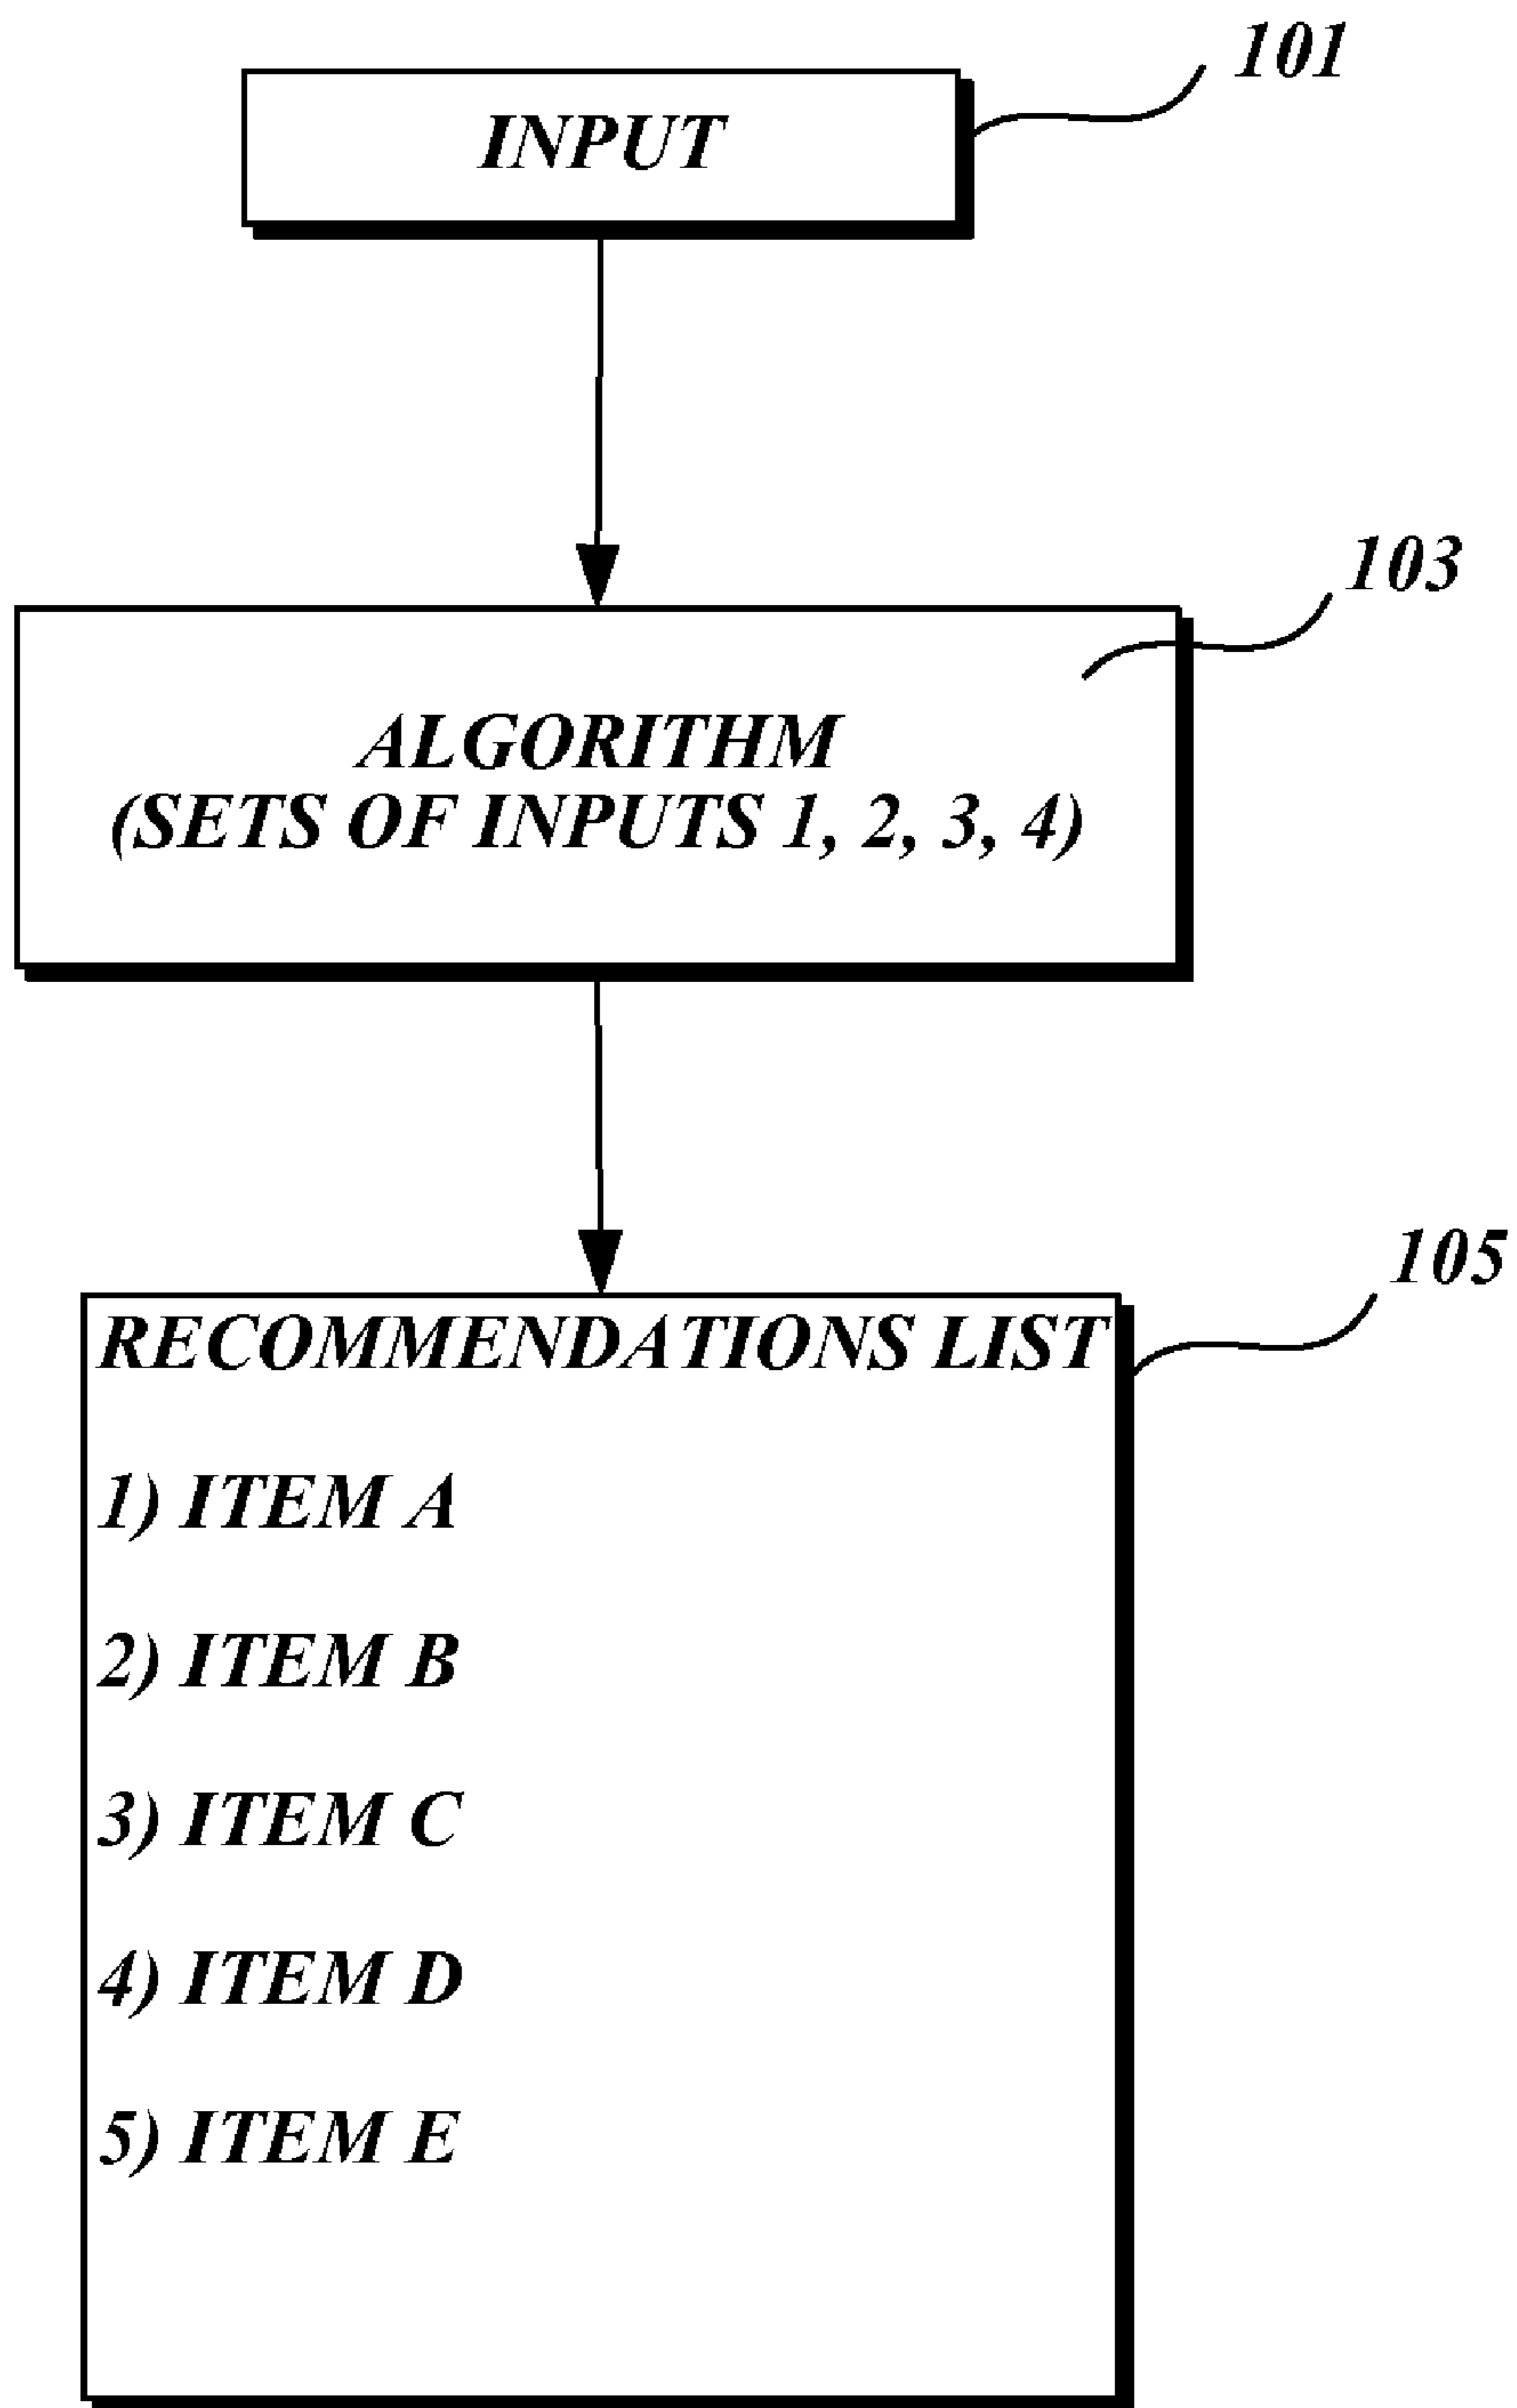 101
INPUT
103
ALGORITHM
(SETS OF INPUTS 1, 2, 3, 4)
105
RECOMMENDATIONS LIST
1) ITEM A
2) ITEM B
3) ITEM C
4) ITEM D
5) ITEM E